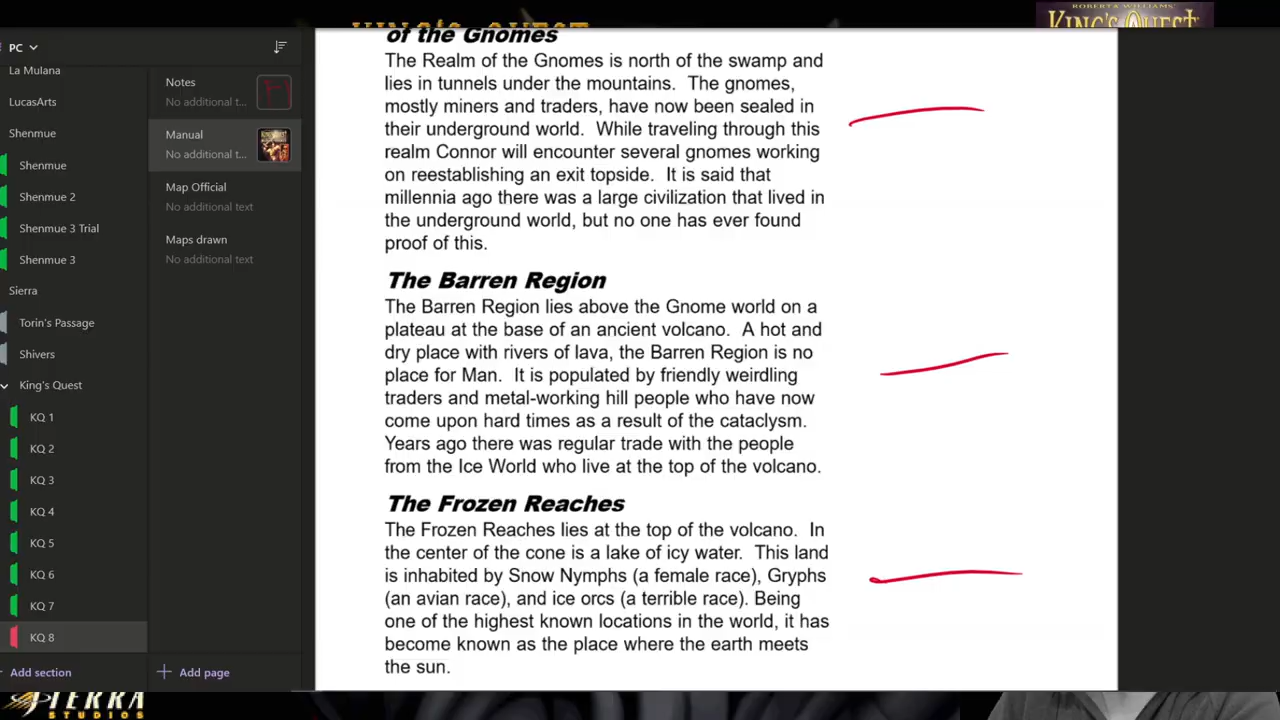 ROBERTA WILLIAMS
KING'S QUEST
KING'S QUEST
PC
La Mulana
LucasArts
Shenmue
Shenmue
Shenmue 2
Shenmue 3 Trial
Shenmue 3
Sierra
Torin's Passage
Shivers
King's Quest
KQ 1
KQ 2
KQ 3
KQ 4
KQ 5
KQ 6
KQ 7
KQ 8
Add section
Notes
No additional t...
Manual
No additional t...
Map Official
No additional text
Maps drawn
No additional text
Add page
of the Gnomes
The Realm of the Gnomes is north of the swamp and
lies in tunnels under the mountains. The gnomes,
mostly miners and traders, have now been sealed in
their underground world. While traveling through this
realm Connor will encounter several gnomes working
on reestablishing an exit topside. It is said that
millennia ago there was a large civilization that lived in
the underground world, but no one has ever found
proof of this.
The Barren Region
The Barren Region lies above the Gnome world on a
plateau at the base of an ancient volcano. A hot and
dry place with rivers of lava, the Barren Region is no
place for Man. It is populated by friendly weirdling
traders and metal-working hill people who have now
come upon hard times as a result of the cataclysm.
Years ago there was regular trade with the people
from the Ice World who live at the top of the volcano.
The Frozen Reaches
The Frozen Reaches lies at the top of the volcano. In
the center of the cone is a lake of icy water. This land
is inhabited by Snow Nymphs (a female race), Gryphs
(an avian race), and ice orcs (a terrible race). Being
one of the highest known locations in the world, it has
become known as the place where the earth meets
the sun.
SIERRA
STUDIOS